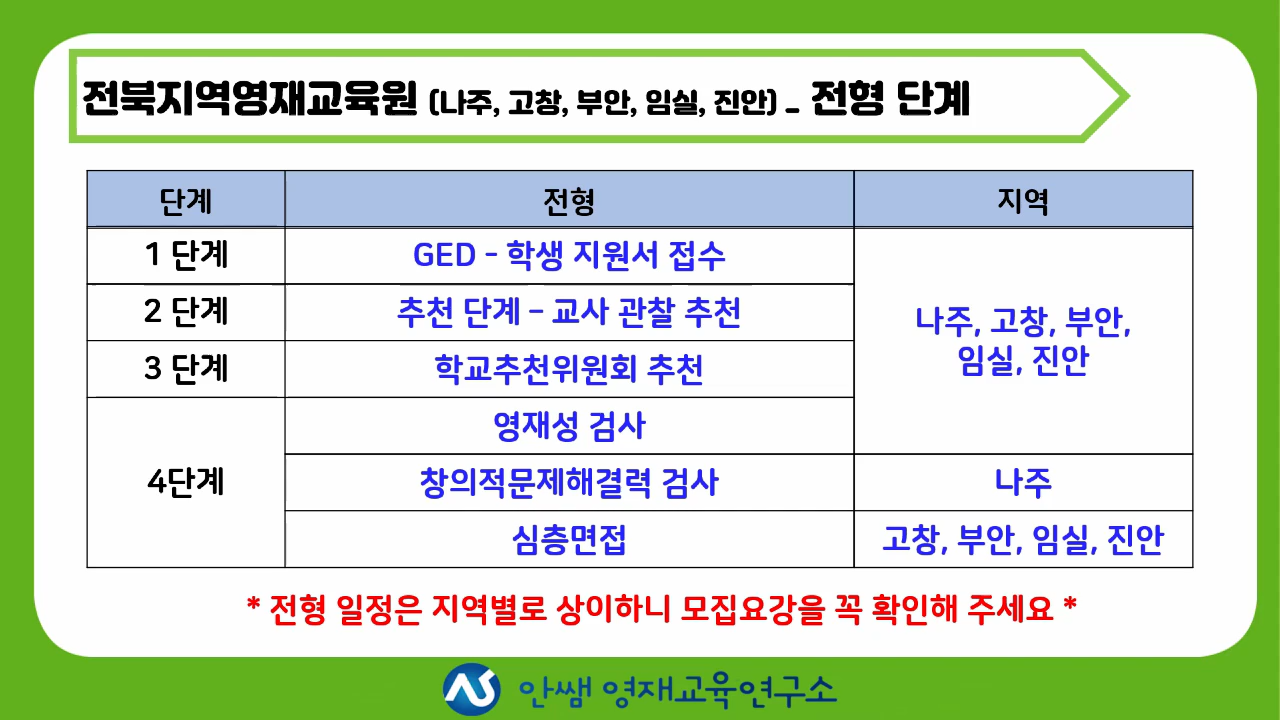 전북지역영재교육원 (나주, 고창, 부안, 임실, 진안) _ 전형 단계
단계 전형 지역
1 단계 GED - 학생 지원서 접수
2 단계 추천 단계 - 교사 관찰 추천
나주, 고창, 부안,
임실, 진안
3 단계 학교추천위원회 추천
영재성 검사
4단계 창의적문제해결력 검사 나주
심층면접 고창, 부안, 임실, 진안
* 전형 일정은 지역별로 상이하니 모집요강을 꼭 확인해 주세요 *
안쌤 영재교육연구소